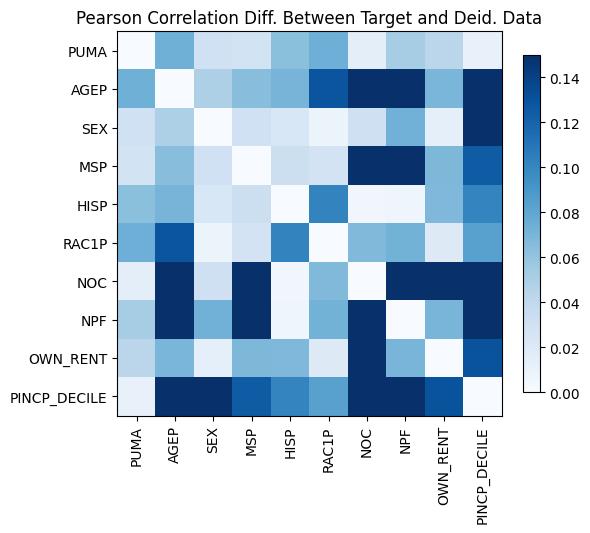 Pearson Correlation Diff. Between Target and Deid. Data
PUMA
AGEP
SEX
MSP
HISP
RAC1P
NOC
NPF
OWN_RENT
PINCP_DECILE
PUMA
AGEP
SEX
MSP
HISP
RAC1P
NOC
NPF
OWN_RENT
PINCP_DECILE
0.14
0.12
0.10
0.08
0.06
0.04
0.02
0.00